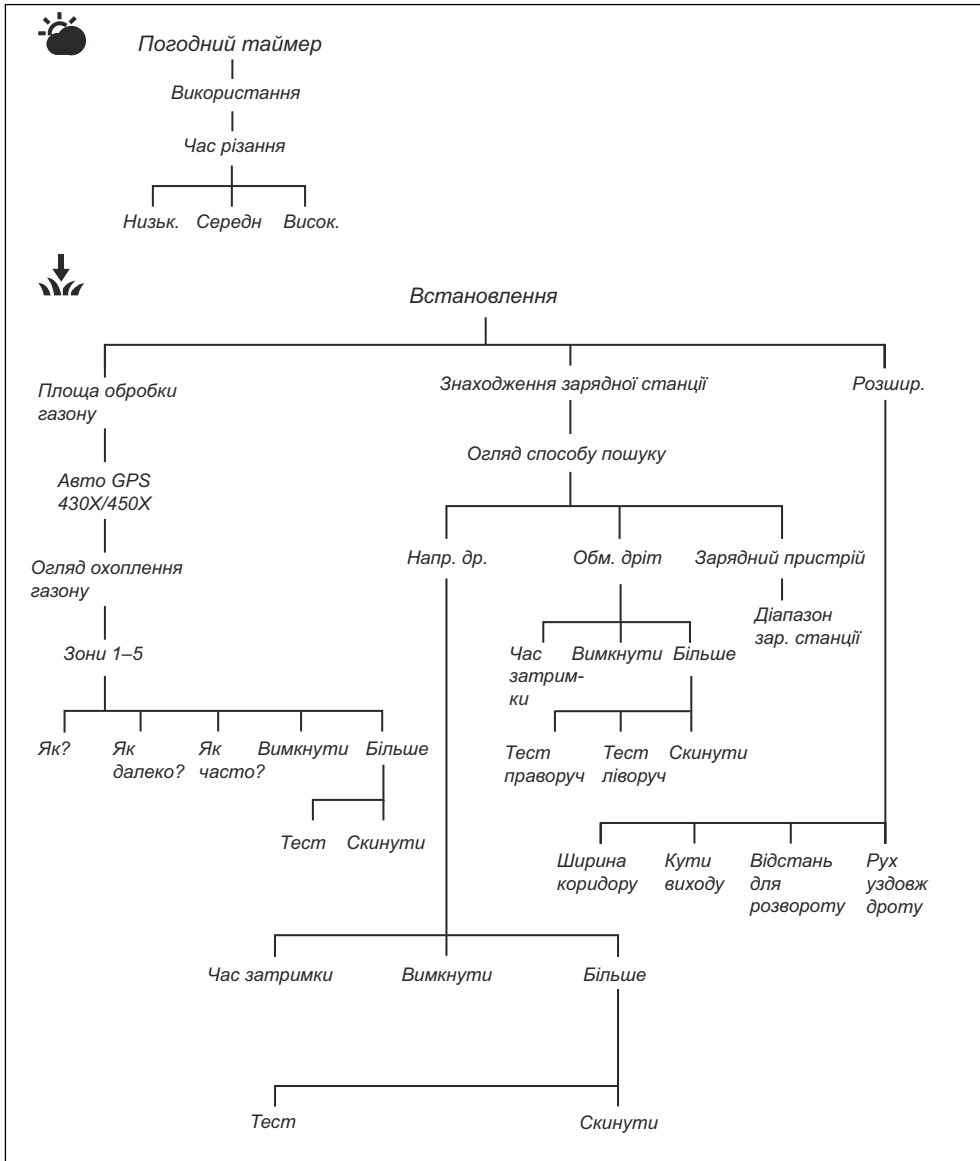 Погодний таймер
Використання
Час різання
Низьк. Середн Висок.
Встановлення
Площа обробки
газону
Знаходження зарядної станції
Розшир.
Огляд способу пошуку
Авто GPS
430X/450X
Напр. др.
Обм. дріт
Зарядний пристрій
Огляд охоплення
газону
Діапазон
зар. станції
Зони 1–5
Час
затрим-
ки
Вимкнути
Більше
Як?
Як
далеко?
Як
часто?
Вимкнути
Більше
Тест
праворуч
Тест
ліворуч
Скинути
Тест
Скинути
Ширина
коридору
Кути
виходу
Відстань
для
розвороту
Рух
уздовж
дроту
Час затримки
Вимкнути
Більше
Тест
Скинути